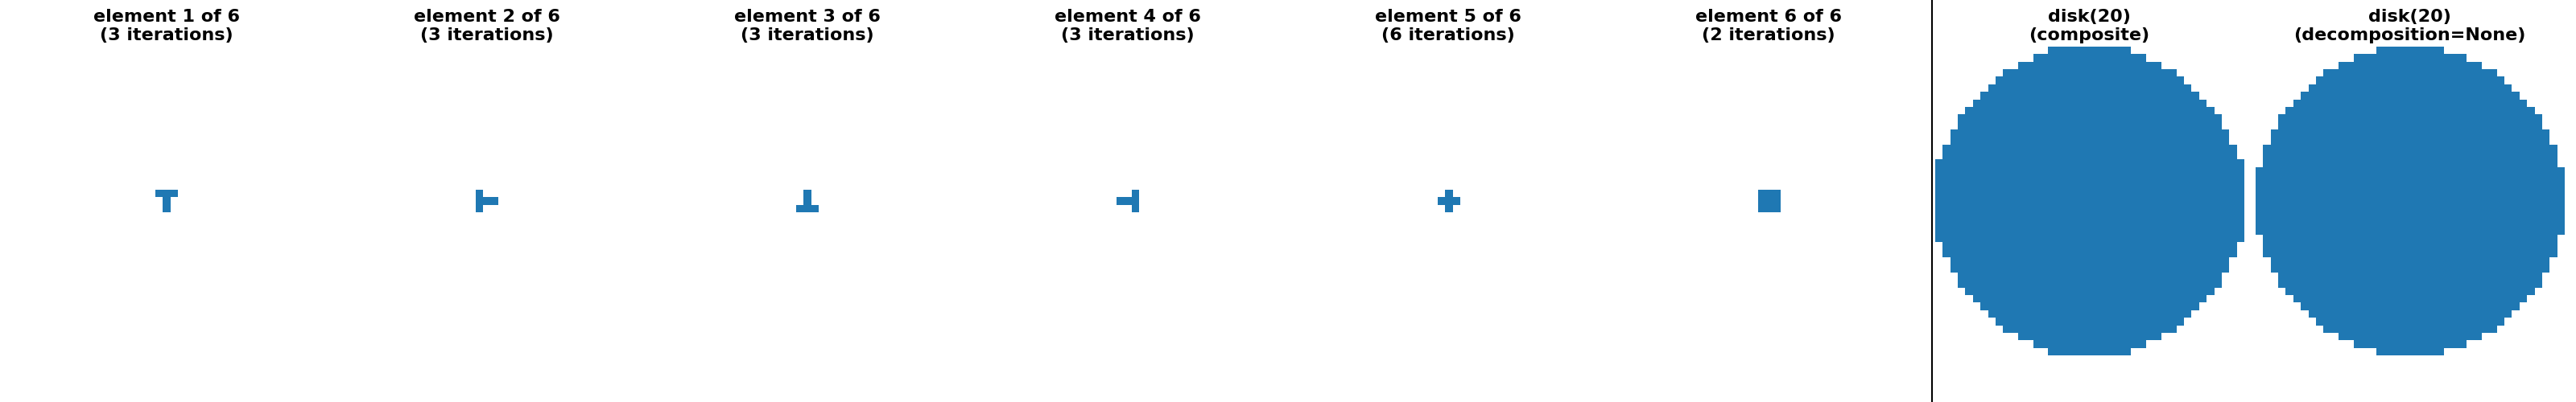 element 1 of 6
(3 iterations)
element 2 of 6
(3 iterations)
element 3 of 6
(3 iterations)
element 4 of 6
(3 iterations)
element 5 of 6
(6 iterations)
element 6 of 6
(2 iterations)
disk(20)
(composite)
disk(20)
(decomposition=None)